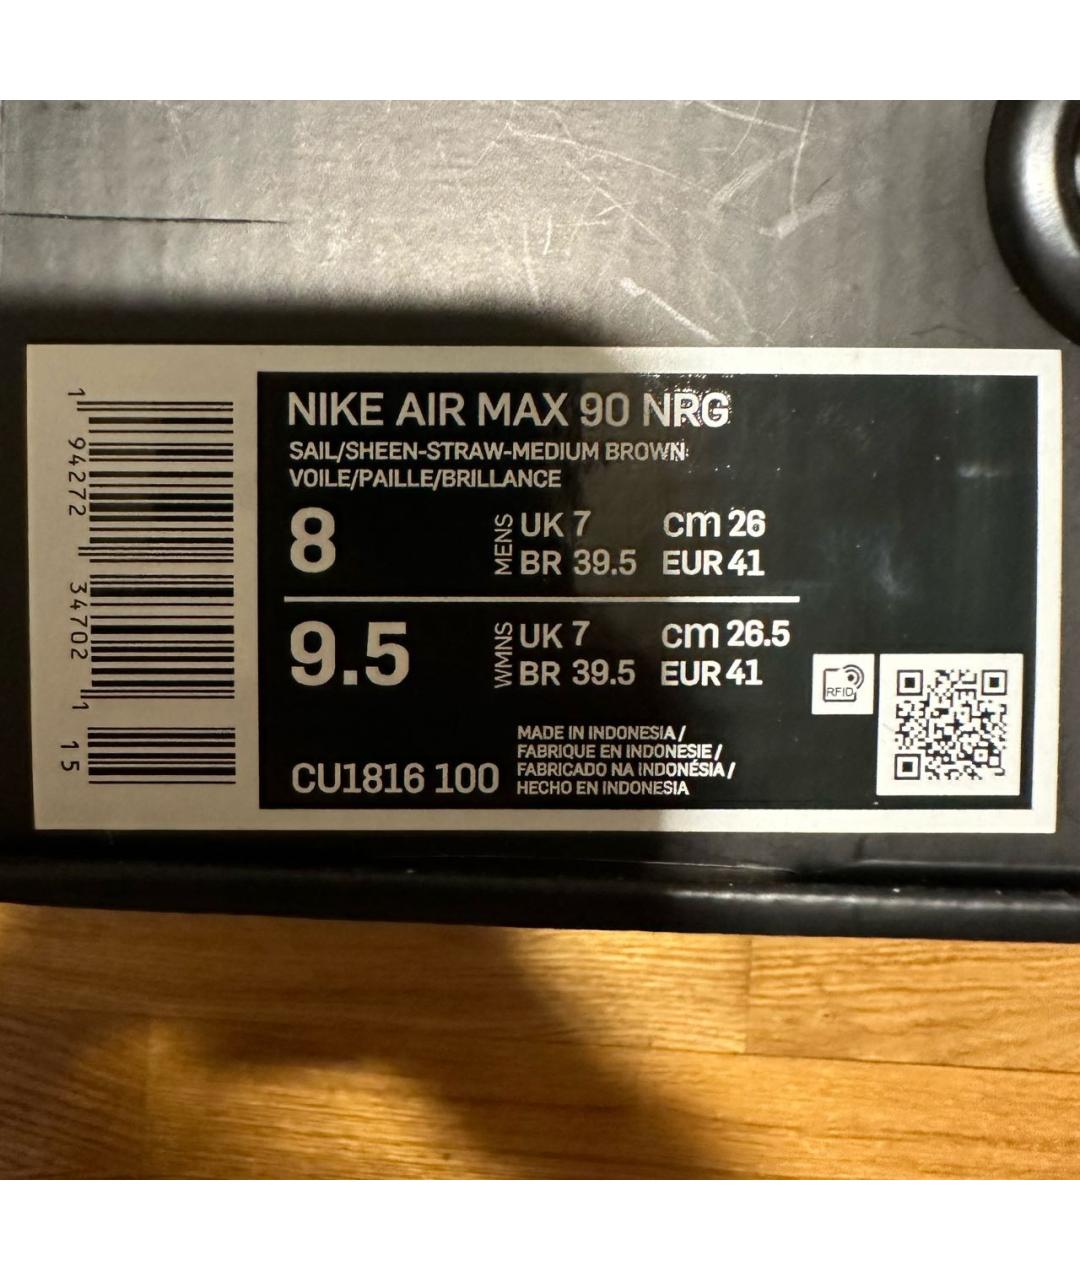 NIKE AIR MAX 90 NRG
SAIL/SHEEN-STRAW-MEDIUM BROWN
VOILE/PAILLE/BRILLANCE
8 MENS UK 7 cm 26
BR 39.5 EUR 41
9.5 WMNS UK 7 cm 26.5
BR 39.5 EUR 41
RFID
CU1816 100
MADE IN INDONESIA /
FABRIQUE EN INDONESIE /
FABRICADO NA INDONÉSIA /
HECHO EN INDONESIA
1 94272 34702 1 15